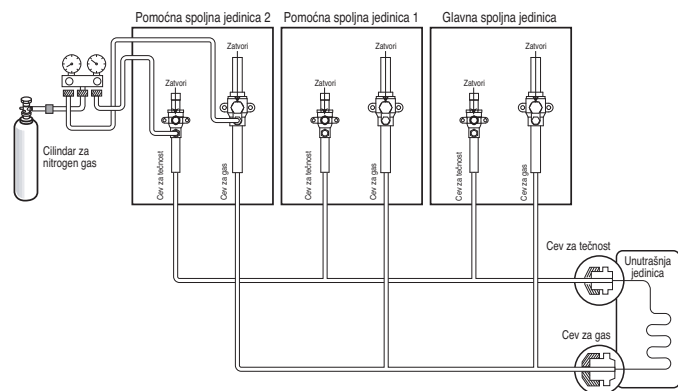 Pomoćna spoljna jedinica 2
Pomoćna spoljna jedinica 1
Glavna spoljna jedinica
Zatvori
Zatvori
Zatvori
Zatvori
Zatvori
Zatvori
Cilindar za
nitrogen gas
Cev za tečnost
Cev za gas
Cev za tečnost
Cev za gas
Cev za tečnost
Cev za gas
Cev za tečnost
Unutrašnja
jedinica
Cev za gas